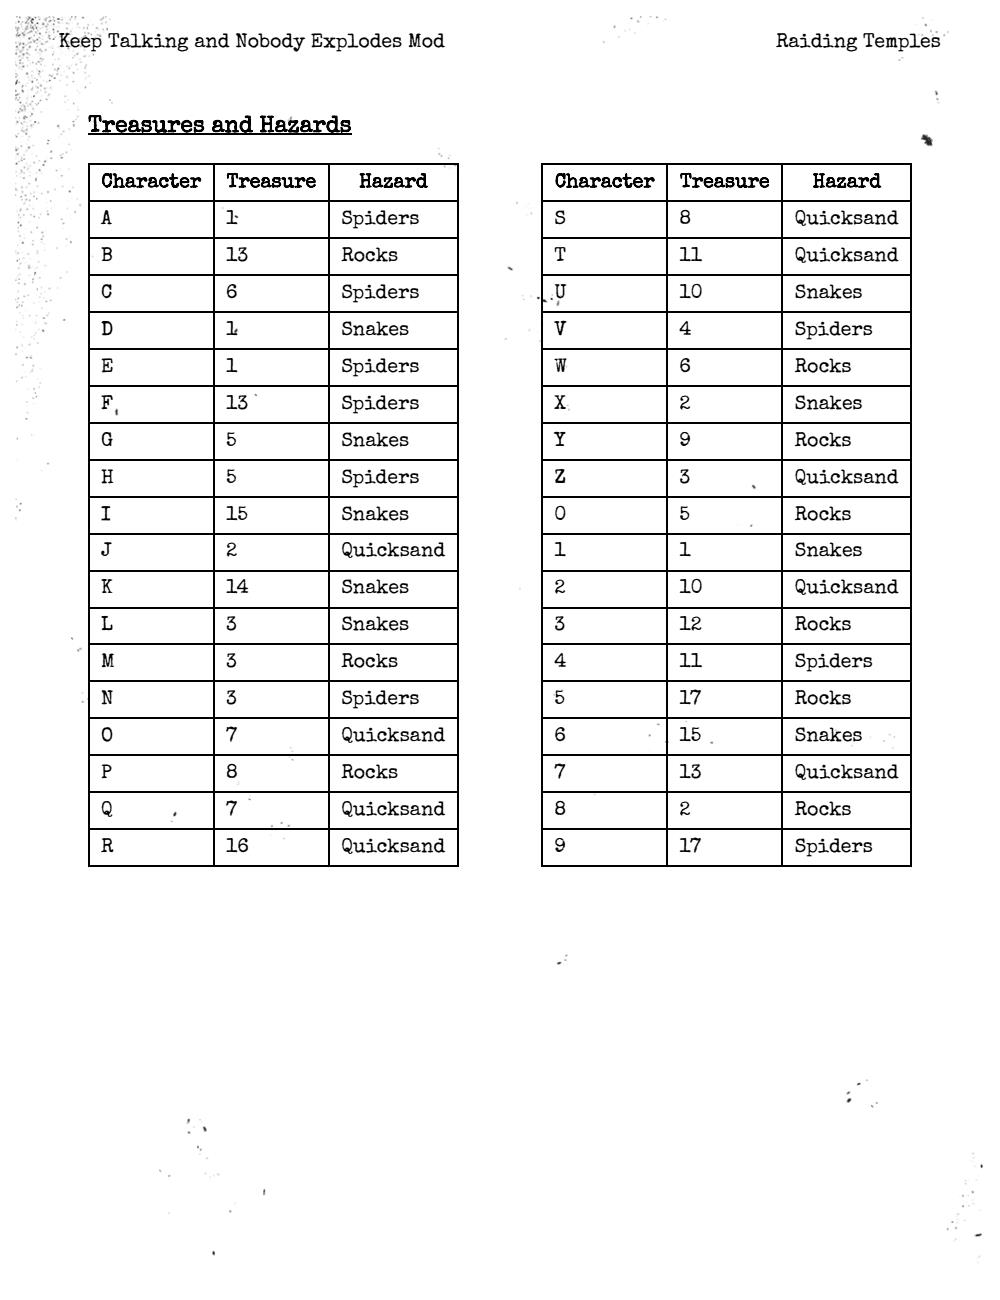 Keep Talking and Nobody Explodes Mod
Raiding Temples
Treasures and Hazards
Character Treasure Hazard
A 1 Spiders
B 13 Rocks
C 6 Spiders
D 1 Snakes
E 1 Spiders
F 13 Spiders
G 5 Snakes
H 5 Spiders
I 15 Snakes
J 2 Quicksand
K 14 Snakes
L 3 Snakes
M 3 Rocks
N 3 Spiders
O 7 Quicksand
P 8 Rocks
Q 7 Quicksand
R 16 Quicksand
Character Treasure Hazard
S 8 Quicksand
T 11 Quicksand
U 10 Snakes
V 4 Spiders
W 6 Rocks
X 2 Snakes
Y 9 Rocks
Z 3 Quicksand
0 5 Rocks
1 1 Snakes
2 10 Quicksand
3 12 Rocks
4 11 Spiders
5 17 Rocks
6 15 Snakes
7 13 Quicksand
8 2 Rocks
9 17 Spiders